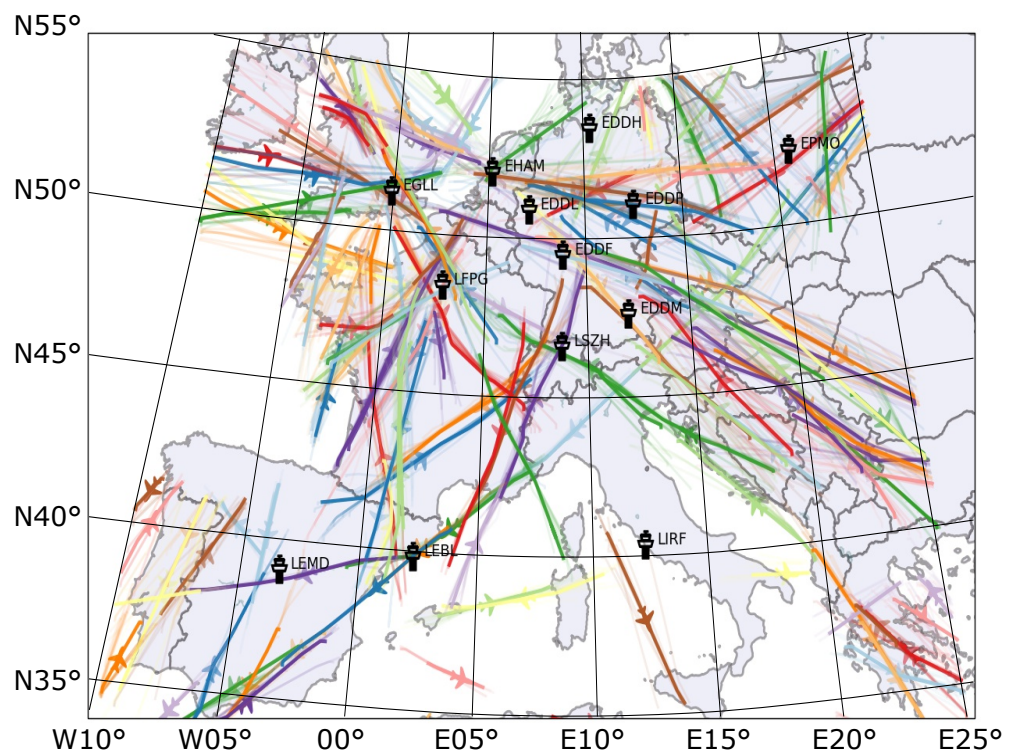 N55°
EDDH
EPMO
EHAM
N50°
EGLL
EDDL
EDDP
EDDF
LFPG
EDDM
N45°
LSZH
N40°
LIRF
LEBL
LEMD
N35°
W10° W05° 00° E05° E10° E15° E20° E25°